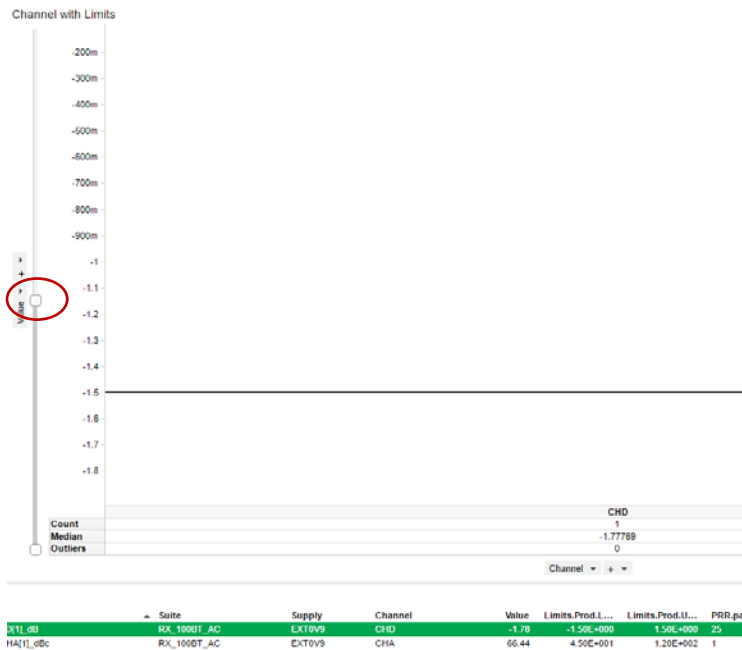 Channel with Limits
-200m
-300m
-400m
-500m
-600m
-700m
-800m
-900m
-1
-1.1
-1.2
-1.3
-1.4
-1.5
-1.6
-1.7
-1.8
Value + 
CHD
Count 1
Median -1.77769
Outliers 0
Channel +
Suite Supply Channel Value Limits.Prod.L... Limits.Prod.U... PRR.pa
D[1]_dB RX_100BT_AC EXT0V9 CHD -1.78 -1.50E+000 1.50E+000 25
HA[1]_dBc RX_100BT_AC EXT0V9 CHA 66.44 4.50E+001 1.20E+002 1